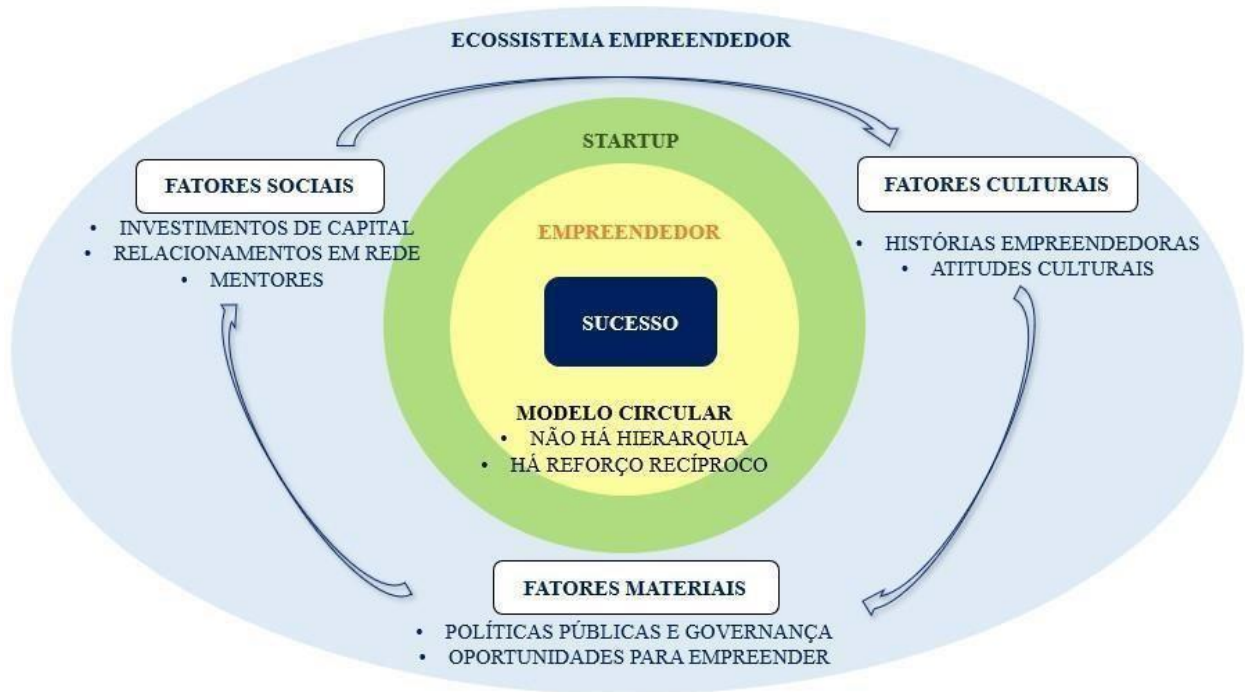 ECOSSISTEMA EMPREENDEDOR
STARTUP
FATORES SOCIAIS
• INVESTIMENTOS DE CAPITAL
• RELACIONAMENTOS EM REDE
• MENTORES
FATORES CULTURAIS
• HISTÓRIAS EMPREENDEDORAS
• ATITUDES CULTURAIS
EMPREENDEDOR
SUCESSO
MODELO CIRCULAR
• NÃO HÁ HIERARQUIA
• HÁ REFORÇO RECÍPROCO
FATORES MATERIAIS
• POLÍTICAS PÚBLICAS E GOVERNANÇA
• OPORTUNIDADES PARA EMPREENDER